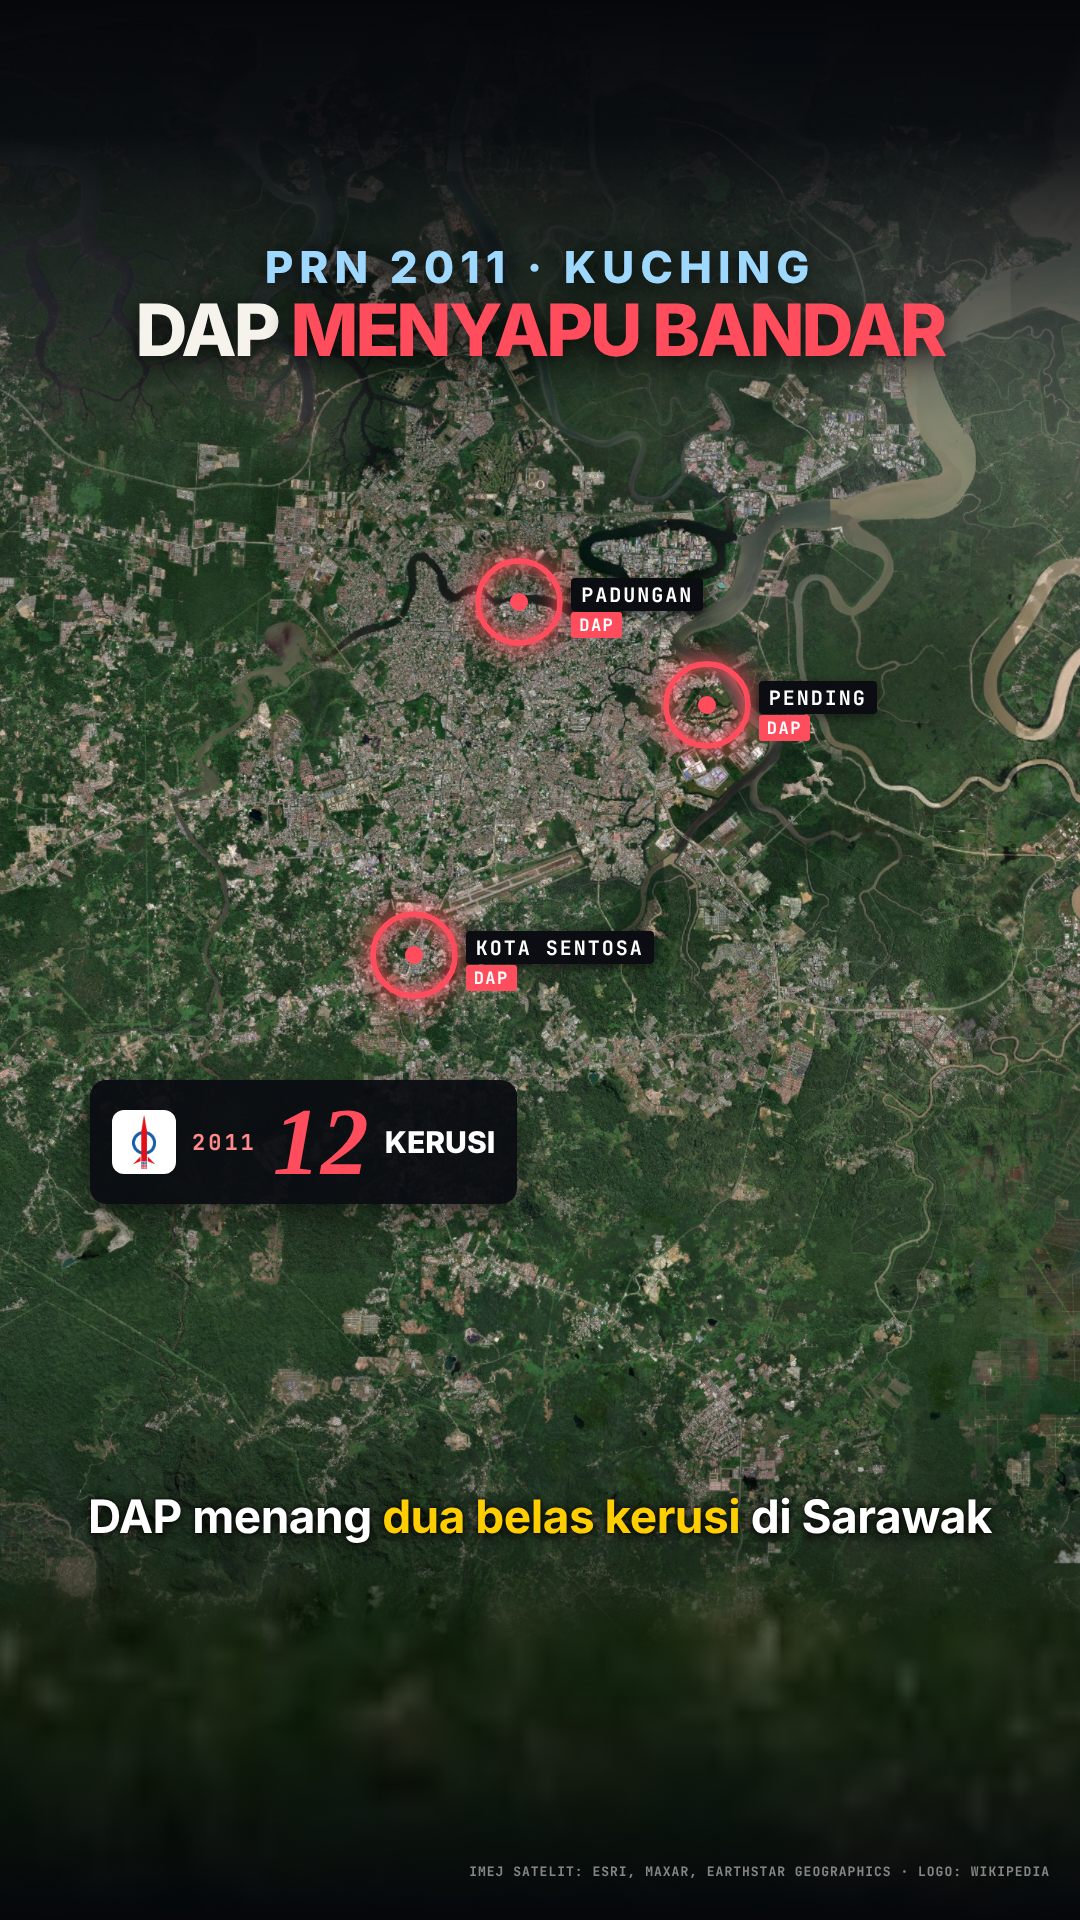 PRN 2011 · KUCHING
DAP MENYAPU BANDAR
PADUNGAN
DAP
PENDING
DAP
KOTA SENTOSA
DAP
2011 12 KERUSI
DAP menang dua belas kerusi di Sarawak
IMEJ SATELIT: ESRI, MAXAR, EARTHSTAR GEOGRAPHICS · LOGO: WIKIPEDIA